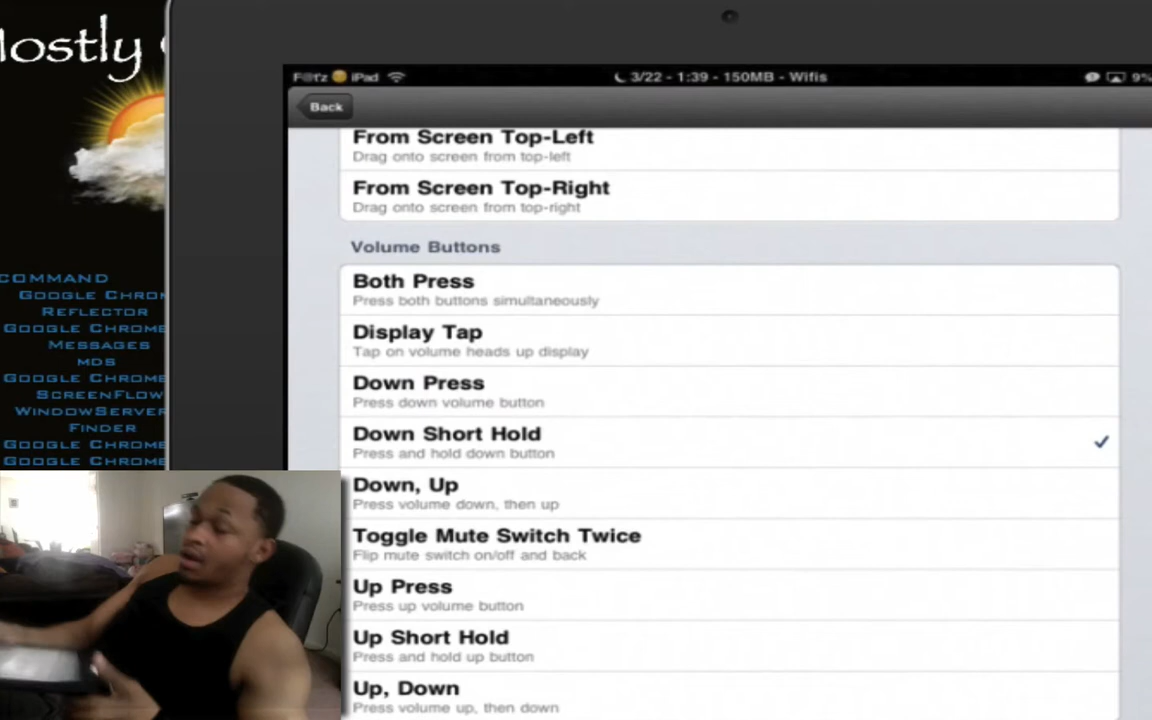 Mostly
COMMAND
GOOGLE CHROM
REFLECTOR
GOOGLE CHROME
MESSAGES
MDS
GOOGLE CHROME
SCREENFLOW
WINDOWSERVER
FINDER
GOOGLE CHROME
GOOGLE CHROME
iPad
3/22 - 1:39 - 150MB - Wifis
9%
Back
From Screen Top-Left
Drag onto screen from top-left
From Screen Top-Right
Drag onto screen from top-right
Volume Buttons
Both Press
Press both buttons simultaneously
Display Tap
Tap on volume heads up display
Down Press
Press down volume button
Down Short Hold
Press and hold down button
Down, Up
Press volume down, then up
Toggle Mute Switch Twice
Flip mute switch on/off and back
Up Press
Press up volume button
Up Short Hold
Press and hold up button
Up, Down
Press volume up, then down